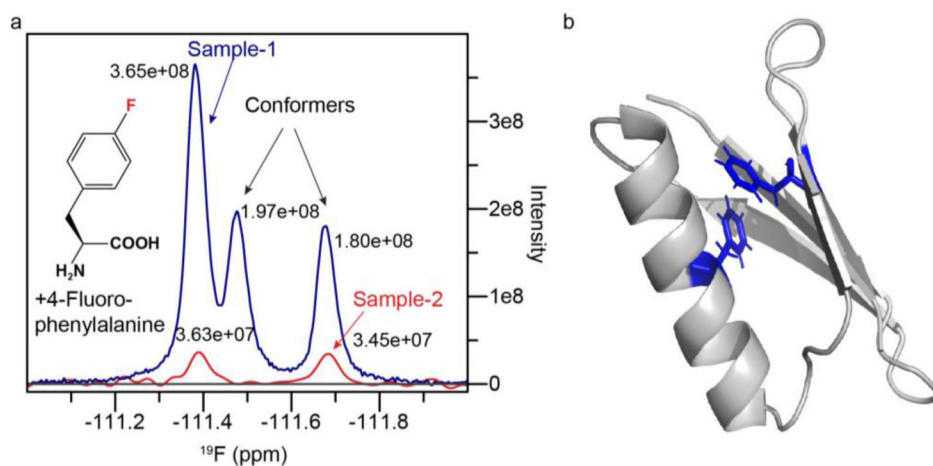 a
b
Sample-1
3.65e+08
F
Conformers
3e8
1.97e+08
2e8
1.80e+08
Intensity
COOH
H2N
+4-Fluoro-
phenylalanine
Sample-2
1e8
3.63e+07
3.45e+07
0
-111.2 -111.4 -111.6 -111.8
19F (ppm)